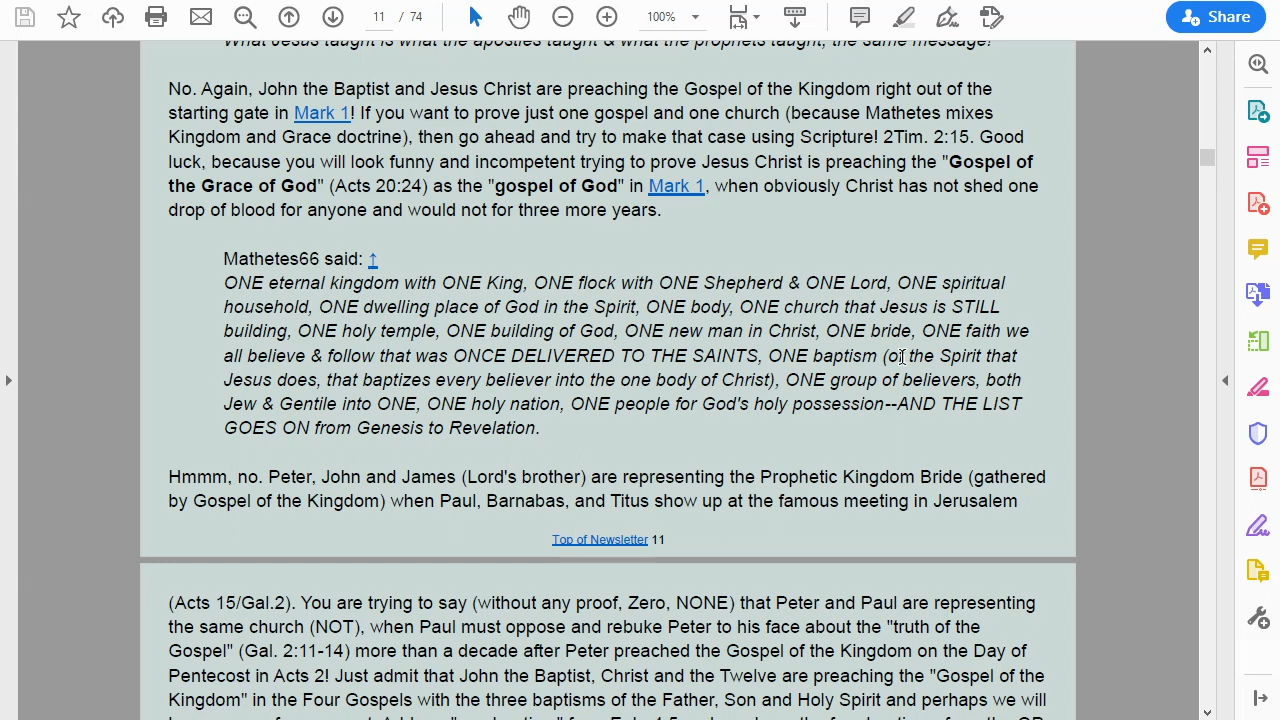 11 / 74
100%
Share
What Jesus taught is what the apostles taught & what the prophets taught, the same message!
No. Again, John the Baptist and Jesus Christ are preaching the Gospel of the Kingdom right out of the
starting gate in Mark 1! If you want to prove just one gospel and one church (because Mathetes mixes
Kingdom and Grace doctrine), then go ahead and try to make that case using Scripture! 2Tim. 2:15. Good
luck, because you will look funny and incompetent trying to prove Jesus Christ is preaching the "Gospel of
the Grace of God" (Acts 20:24) as the "gospel of God" in Mark 1, when obviously Christ has not shed one
drop of blood for anyone and would not for three more years.
Mathetes66 said: ↑
ONE eternal kingdom with ONE King, ONE flock with ONE Shepherd & ONE Lord, ONE spiritual
household, ONE dwelling place of God in the Spirit, ONE body, ONE church that Jesus is STILL
building, ONE holy temple, ONE building of God, ONE new man in Christ, ONE bride, ONE faith we
all believe & follow that was ONCE DELIVERED TO THE SAINTS, ONE baptism (of the Spirit that
Jesus does, that baptizes every believer into the one body of Christ), ONE group of believers, both
Jew & Gentile into ONE, ONE holy nation, ONE people for God's holy possession--AND THE LIST
GOES ON from Genesis to Revelation.
Hmmm, no. Peter, John and James (Lord's brother) are representing the Prophetic Kingdom Bride (gathered
by Gospel of the Kingdom) when Paul, Barnabas, and Titus show up at the famous meeting in Jerusalem
Top of Newsletter 11
(Acts 15/Gal.2). You are trying to say (without any proof, Zero, NONE) that Peter and Paul are representing
the same church (NOT), when Paul must oppose and rebuke Peter to his face about the "truth of the
Gospel" (Gal. 2:11-14) more than a decade after Peter preached the Gospel of the Kingdom on the Day of
Pentecost in Acts 2! Just admit that John the Baptist, Christ and the Twelve are preaching the "Gospel of the
Kingdom" in the Four Gospels with the three baptisms of the Father, Son and Holy Spirit and perhaps we will